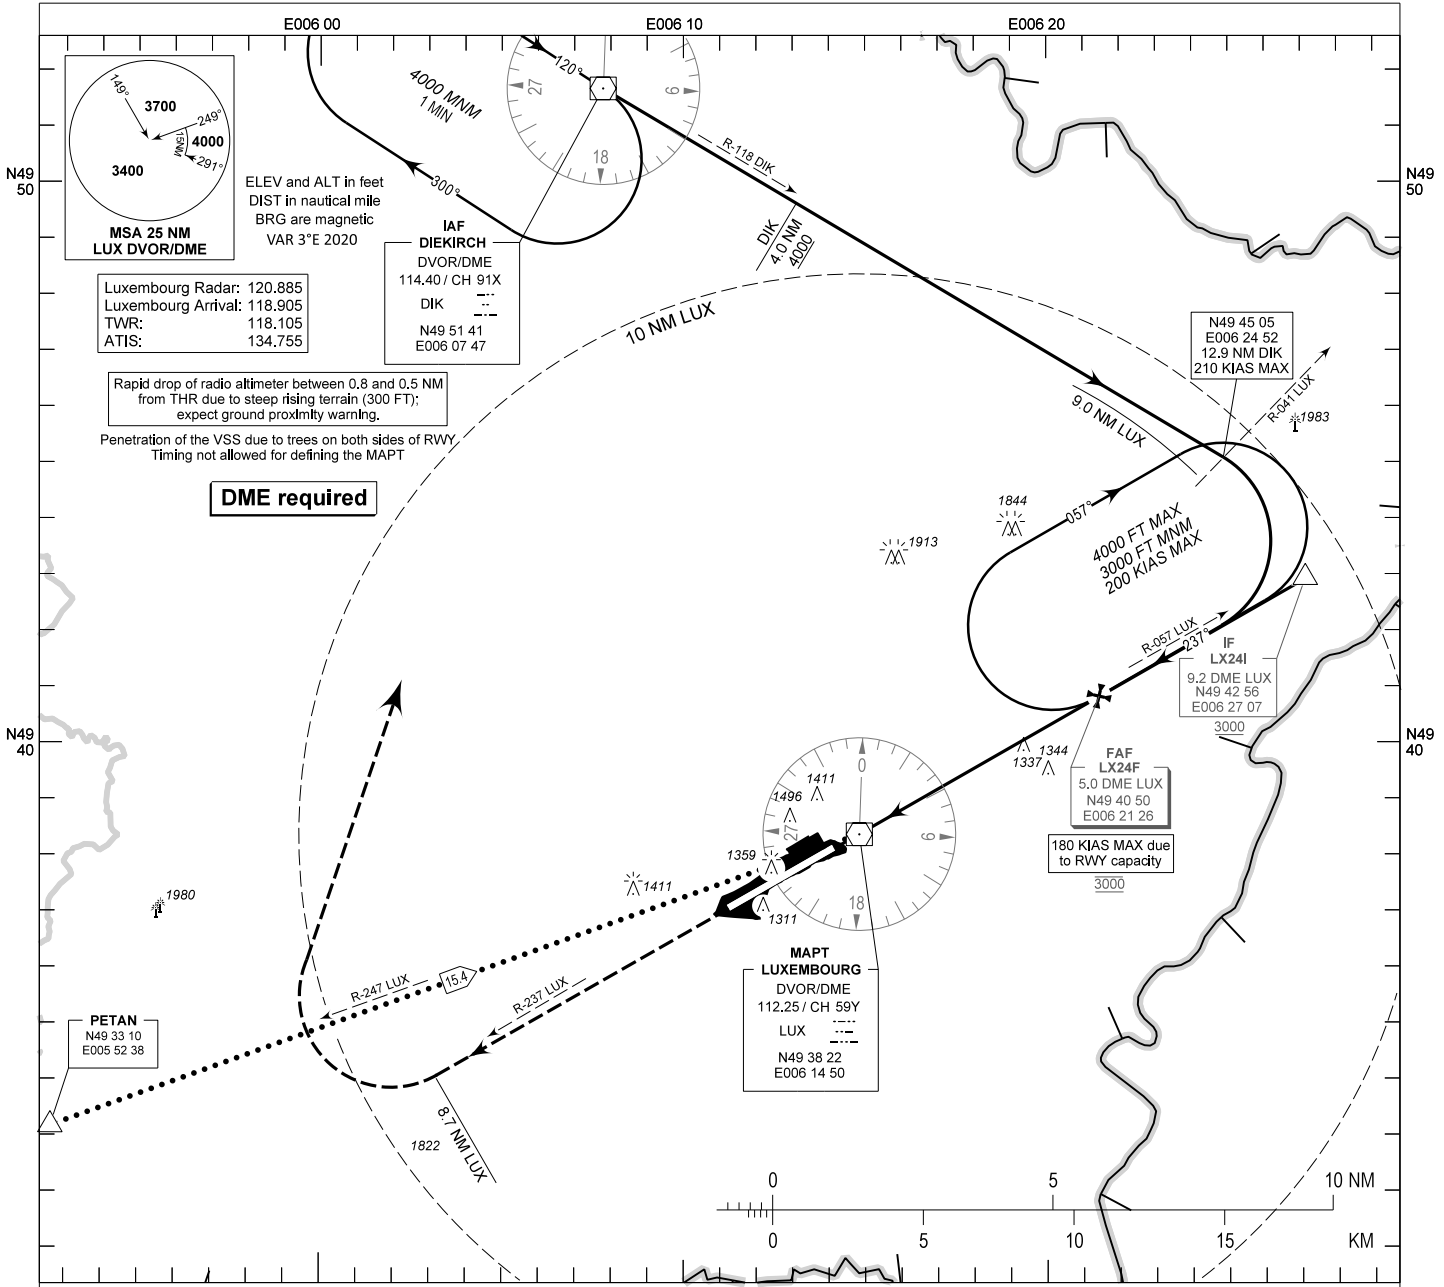 E006 00
E006 10
E006 20
149°
3700
249°
15NM
4000
291°
3400
MSA 25 NM
LUX DVOR/DME
ELEV and ALT in feet
DIST in nautical mile
BRG are magnetic
VAR 3°E 2020
4000 MNM
1 MIN
120°
27
9
18
300°
R-118 DIK
DIK
4.0 NM
4000
N49
50
N49
50
IAF
DIEKIRCH
DVOR/DME
114.40 / CH 91X
DIK
N49 51 41
E006 07 47
Luxembourg Radar: 120.885
Luxembourg Arrival: 118.905
TWR: 118.105
ATIS: 134.755
10 NM LUX
Rapid drop of radio altimeter between 0.8 and 0.5 NM
from THR due to steep rising terrain (300 FT);
expect ground proximity warning.
Penetration of the VSS due to trees on both sides of RWY
Timing not allowed for defining the MAPT
DME required
N49 45 05
E006 24 52
12.9 NM DIK
210 KIAS MAX
R-041 LUX
1983
9.0 NM LUX
1844
1913
057°
4000 FT MAX
3000 FT MNM
200 KIAS MAX
R-057 LUX
237°
IF
LX24I
9.2 DME LUX
N49 42 56
E006 27 07
3000
N49
40
N49
40
1337
1344
FAF
LX24F
5.0 DME LUX
N49 40 50
E006 21 26
180 KIAS MAX due
to RWY capacity
3000
0
9
18
27
1411
1496
1359
1411
1311
1980
R-247 LUX
15.4
R-237 LUX
MAPT
LUXEMBOURG
DVOR/DME
112.25 / CH 59Y
LUX
N49 38 22
E006 14 50
PETAN
N49 33 10
E005 52 38
8.7 NM LUX
1822
0
5
10 NM
0
5
10
15
KM